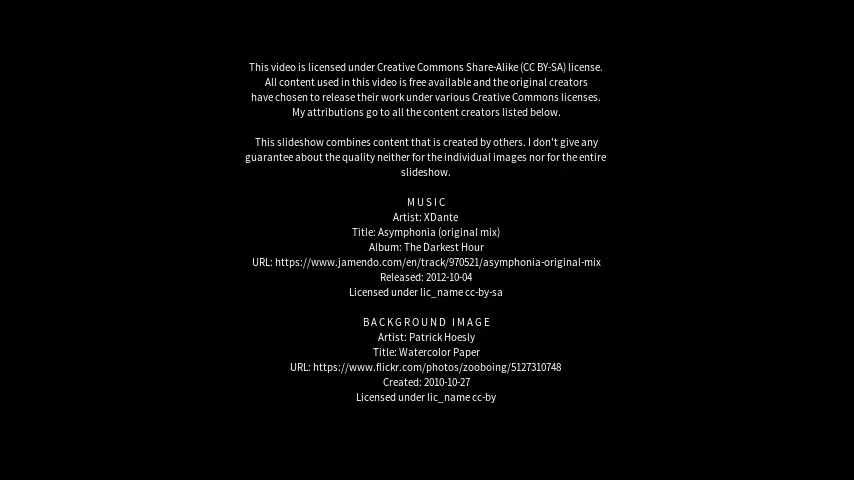 This video is licensed under Creative Commons Share-Alike (CC BY-SA) license.
All content used in this video is free available and the original creators
have chosen to release their work under various Creative Commons licenses.
My attributions go to all the content creators listed below.
This slideshow combines content that is created by others. I don't give any
guarantee about the quality neither for the individual images nor for the entire
slideshow.
MUSIC
Artist: XDante
Title: Asymphonia (original mix)
Album: The Darkest Hour
URL: https://www.jamendo.com/en/track/970521/asymphonia-original-mix
Released: 2012-10-04
Licensed under lic_name cc-by-sa
BACKGROUND IMAGE
Artist: Patrick Hoesly
Title: Watercolor Paper
URL: https://www.flickr.com/photos/zooboing/5127310748
Created: 2010-10-27
Licensed under lic_name cc-by